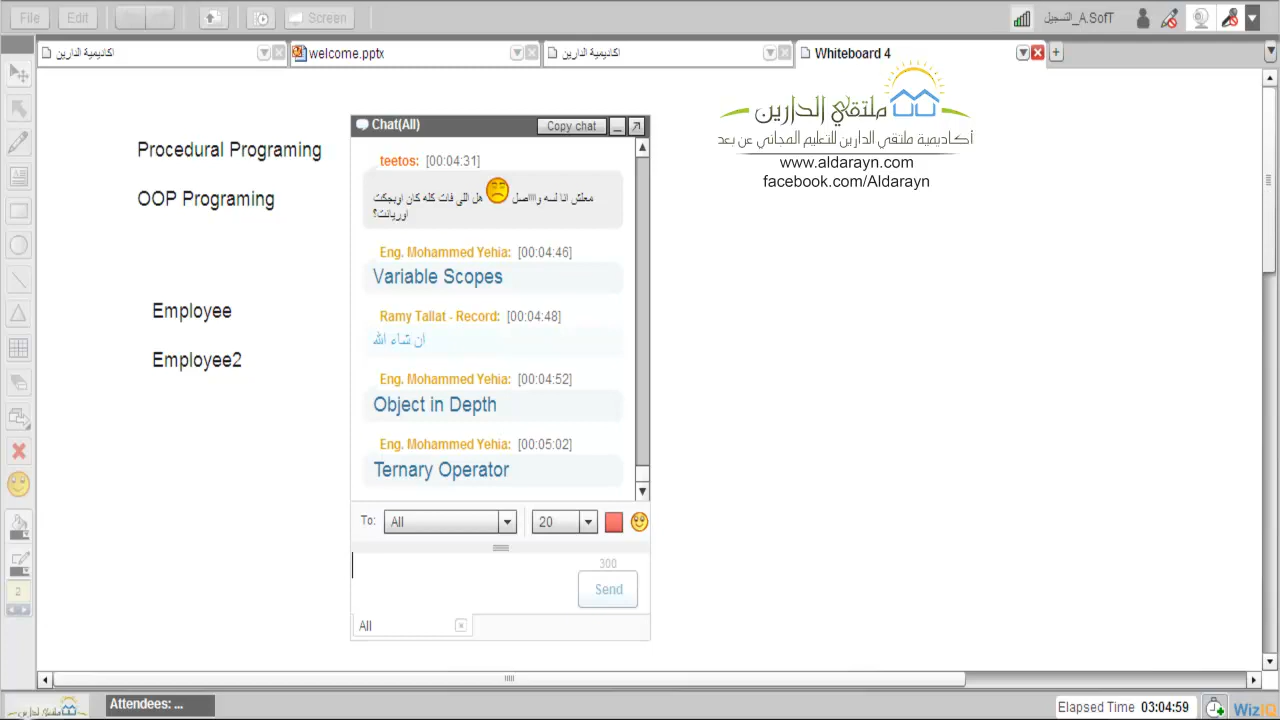 File
Edit
Screen
A.SofT_التسجيل
اكاديمية الدارين
welcome.pptx
اكاديمية الدارين
Whiteboard 4
ملتقي الدارين
أكاديمية ملتقي الدارين للتعليم المجاني عن بعد
www.aldarayn.com
facebook.com/Aldarayn
Procedural Programing
OOP Programing
Employee
Employee2
Chat(All)
Copy chat
teetos: [00:04:31]
معلش انا لسه واااصل هل اللى فات كله كان اوبجكت
اوريانت؟
Eng. Mohammed Yehia: [00:04:46]
Variable Scopes
Ramy Tallat - Record: [00:04:48]
ان شاء الله
Eng. Mohammed Yehia: [00:04:52]
Object in Depth
Eng. Mohammed Yehia: [00:05:02]
Ternary Operator
To: All 20
300
Send
All
2
Attendees: ...
Elapsed Time 03:04:59
WizIQ